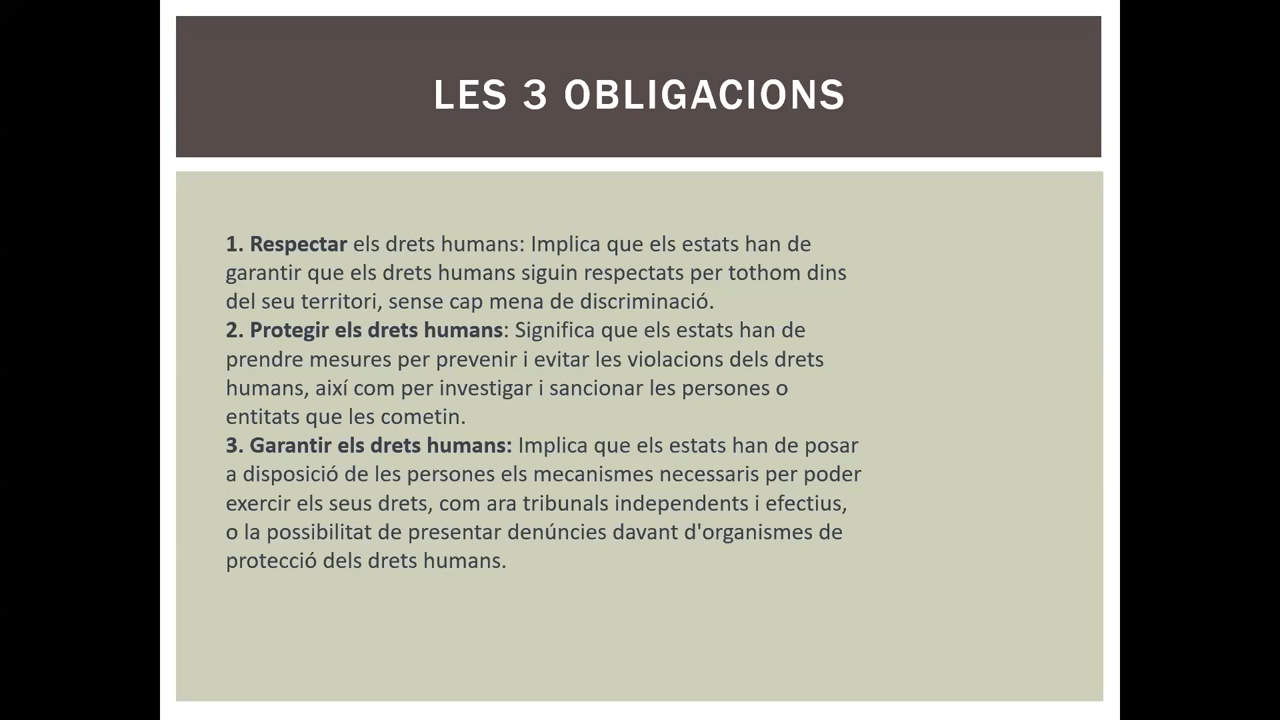 LES 3 OBLIGACIONS
1. Respectar els drets humans: Implica que els estats han de
garantir que els drets humans siguin respectats per tothom dins
del seu territori, sense cap mena de discriminació.
2. Protegir els drets humans: Significa que els estats han de
prendre mesures per prevenir i evitar les violacions dels drets
humans, així com per investigar i sancionar les persones o
entitats que les cometin.
3. Garantir els drets humans: Implica que els estats han de posar
a disposició de les persones els mecanismes necessaris per poder
exercir els seus drets, com ara tribunals independents i efectius,
o la possibilitat de presentar denúncies davant d'organismes de
protecció dels drets humans.